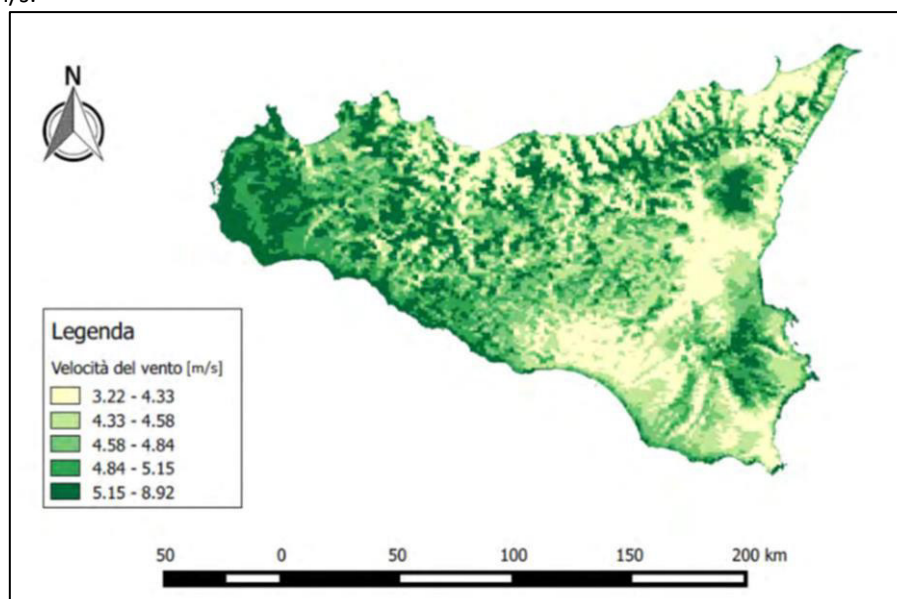 N
Legenda
Velocità del vento [m/s]
3.22 - 4.33
4.33 - 4.58
4.58 - 4.84
4.84 - 5.15
5.15 - 8.92
50 0 50 100 150 200 km